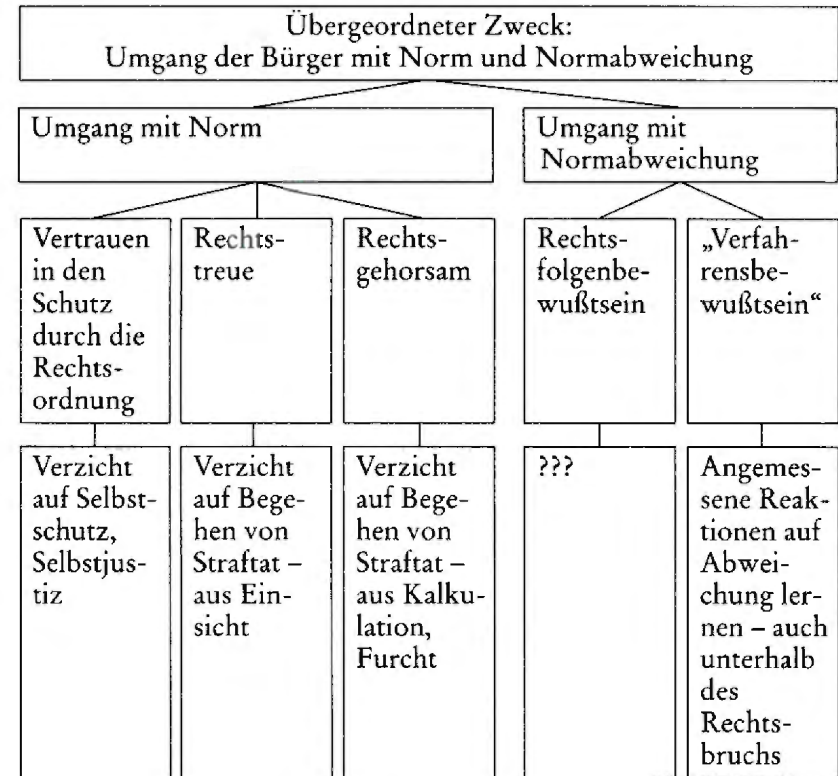 Übergeordneter Zweck:
Umgang der Bürger mit Norm und Normabweichung
Umgang mit Norm
Umgang mit
Normabweichung
Vertrauen
in den
Schutz
durch die
Rechts-
ordnung
Rechts-
treue
Rechts-
gehorsam
Rechts-
folgenbe-
wußtsein
„Verfah-
rensbe-
wußtsein“
Verzicht
auf Selbst-
schutz,
Selbstjus-
tiz
Verzicht
auf Bege-
hen von
Straftat –
aus Ein-
sicht
Verzicht
auf Bege-
hen von
Straftat –
aus Kalku-
lation,
Furcht
???
Angemes-
sene Reak-
tionen auf
Abwei-
chung ler-
nen – auch
unterhalb
des
Rechts-
bruchs